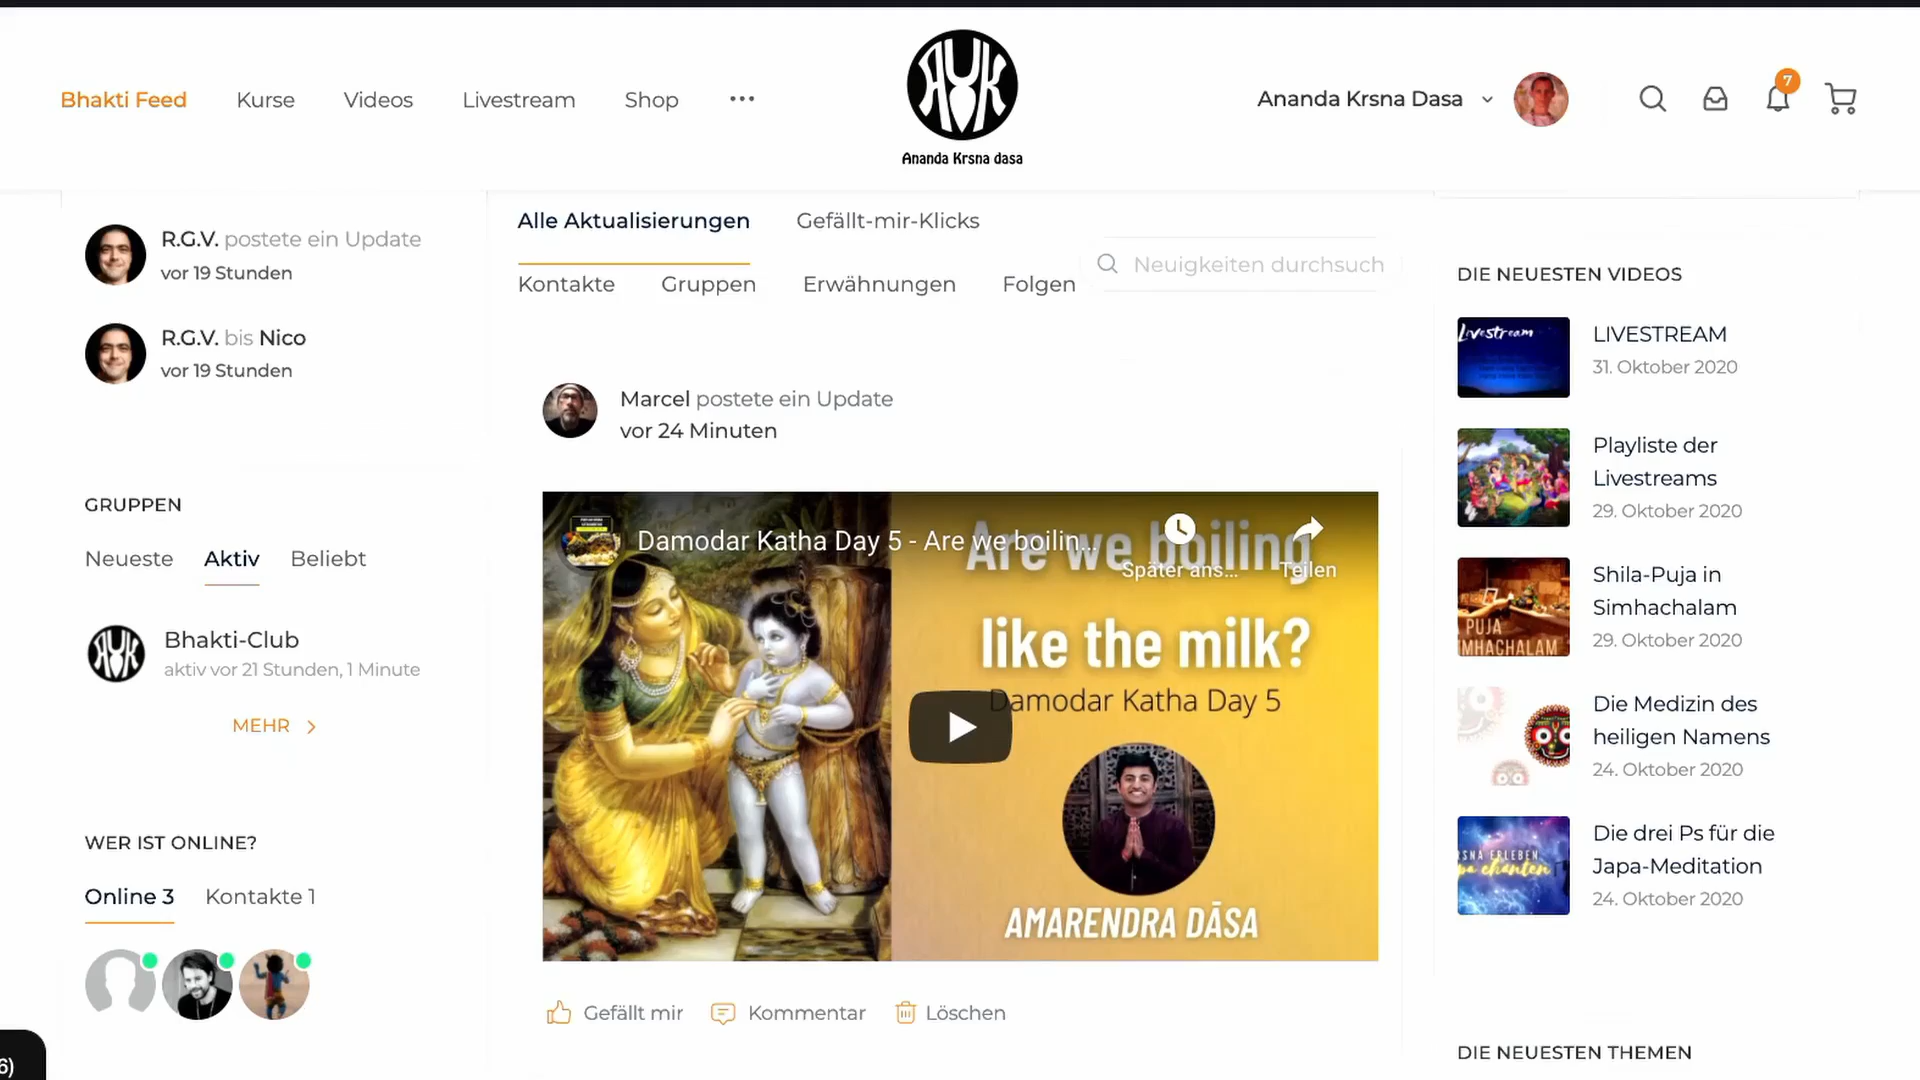 Bhakti Feed
Kurse
Videos
Livestream
Shop
AKK
Ananda Krsna dasa
Ananda Krsna Dasa
7
R.G.V. postete ein Update
vor 19 Stunden
R.G.V. bis Nico
vor 19 Stunden
GRUPPEN
Neueste
Aktiv
Beliebt
Bhakti-Club
aktiv vor 21 Stunden, 1 Minute
MEHR
WER IST ONLINE?
Online 3
Kontakte 1
6)
Alle Aktualisierungen
Gefällt-mir-Klicks
Kontakte
Gruppen
Erwähnungen
Folgen
Neuigkeiten durchsuch
Marcel postete ein Update
vor 24 Minuten
Damodar Katha Day 5 - Are we boilin...
Später ans...
Teilen
Are we boiling
like the milk?
Damodar Katha Day 5
AMARENDRA DĀSA
Gefällt mir
Kommentar
Löschen
DIE NEUESTEN VIDEOS
Livestream
LIVESTREAM
31. Oktober 2020
Playliste der
Livestreams
29. Oktober 2020
PUJA
MHACHALAM
Shila-Puja in
Simhachalam
29. Oktober 2020
Die Medizin des
heiligen Namens
24. Oktober 2020
SNA ERLEBEN
pa chanten
Die drei Ps für die
Japa-Meditation
24. Oktober 2020
DIE NEUESTEN THEMEN